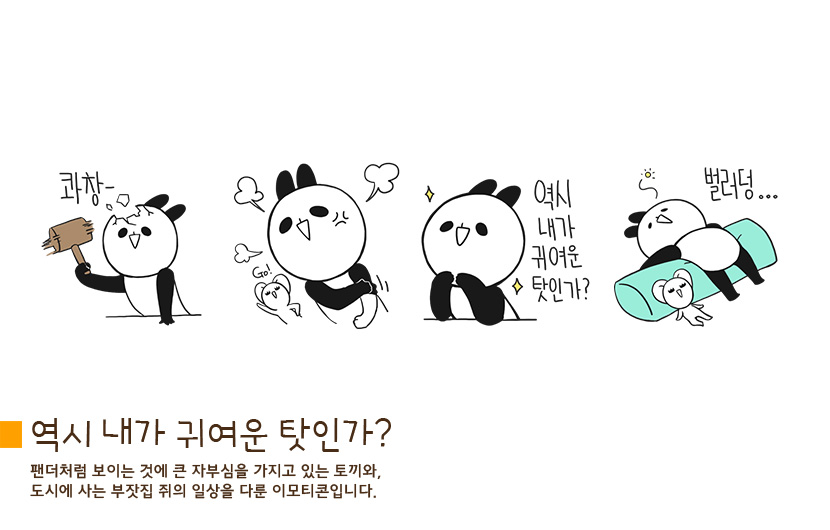 콰창-
Go!
역시
내가
귀여운
탓인가?
벌러덩...
역시 내가 귀여운 탓인가?
팬더처럼 보이는 것에 큰 자부심을 가지고 있는 토끼와,
도시에 사는 부잣집 쥐의 일상을 다룬 이모티콘입니다.